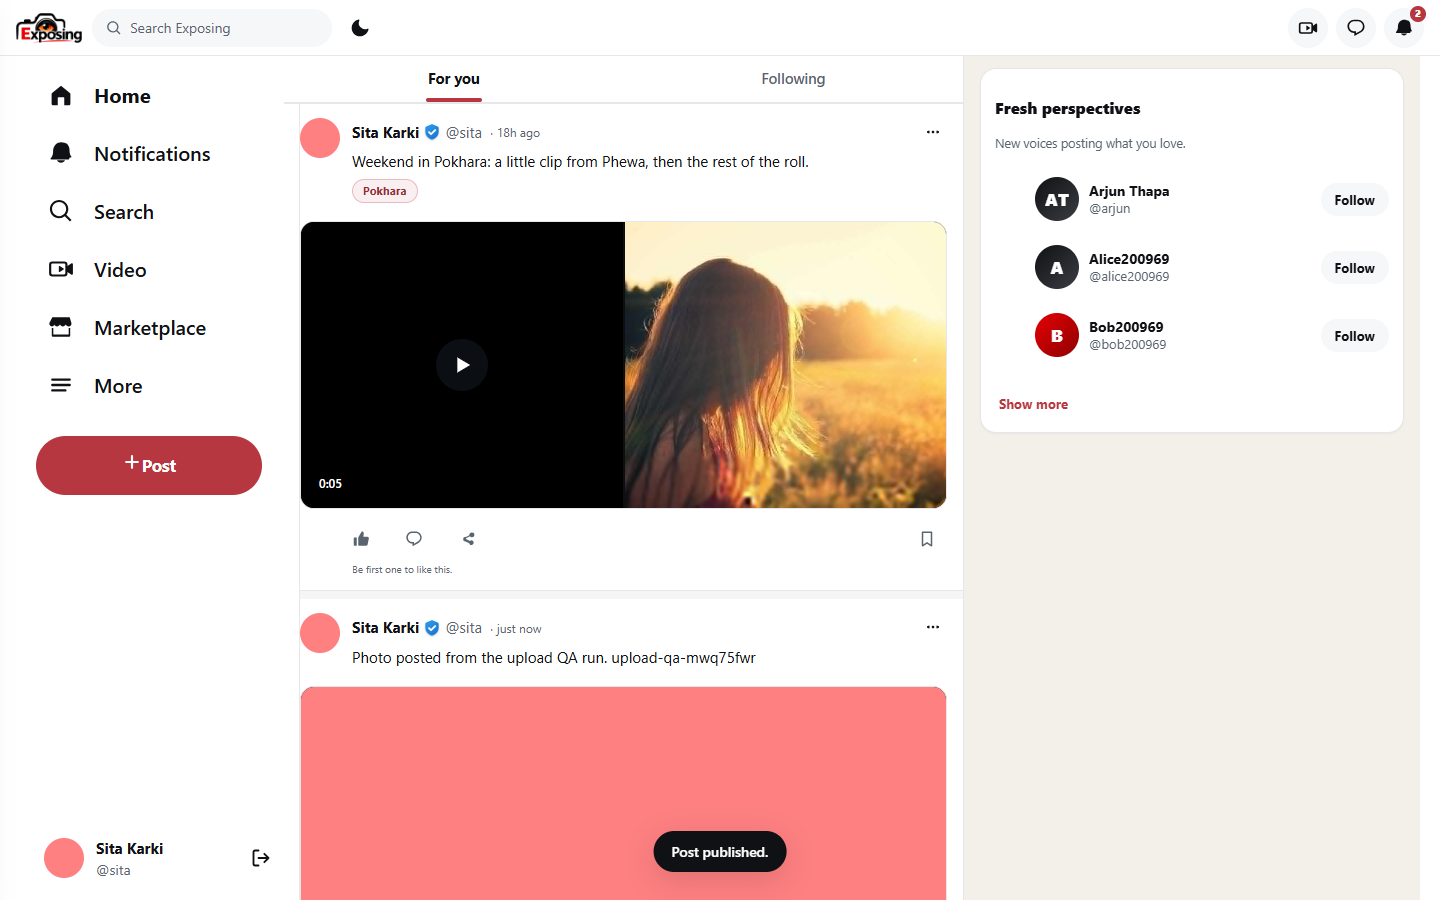 Exposing
Search Exposing
2
Home
Notifications
Search
Video
Marketplace
More
+ Post
Sita Karki
@sita
For you
Following
Sita Karki @sita · 18h ago
Weekend in Pokhara: a little clip from Phewa, then the rest of the roll.
Pokhara
0:05
Be first one to like this.
Sita Karki @sita · just now
Photo posted from the upload QA run. upload-qa-mwq75fwr
Post published.
Fresh perspectives
New voices posting what you love.
AT
Arjun Thapa
@arjun
Follow
A
Alice200969
@alice200969
Follow
B
Bob200969
@bob200969
Follow
Show more